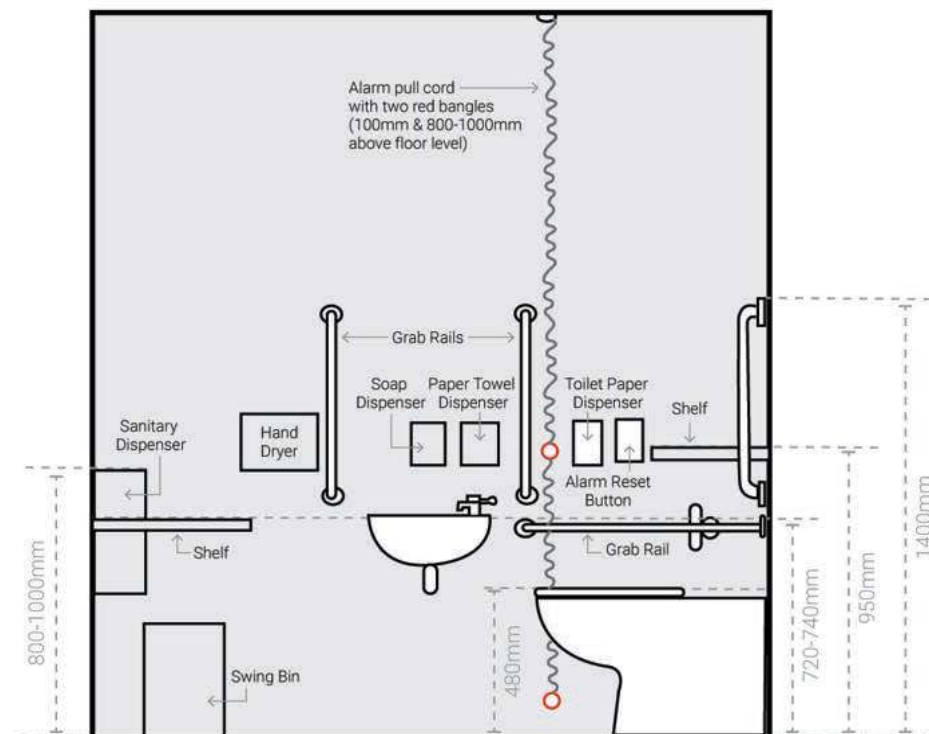 Alarm pull cord
with two red bangles
(100mm & 800-1000mm
above floor level)
Grab Rails
Soap
Dispenser
Paper Towel
Dispenser
Toilet Paper
Dispenser
Shelf
Sanitary
Dispenser
Hand
Dryer
Alarm Reset
Button
Shelf
Grab Rail
Swing Bin
800-1000mm
480mm
720-740mm
950mm
1400mm